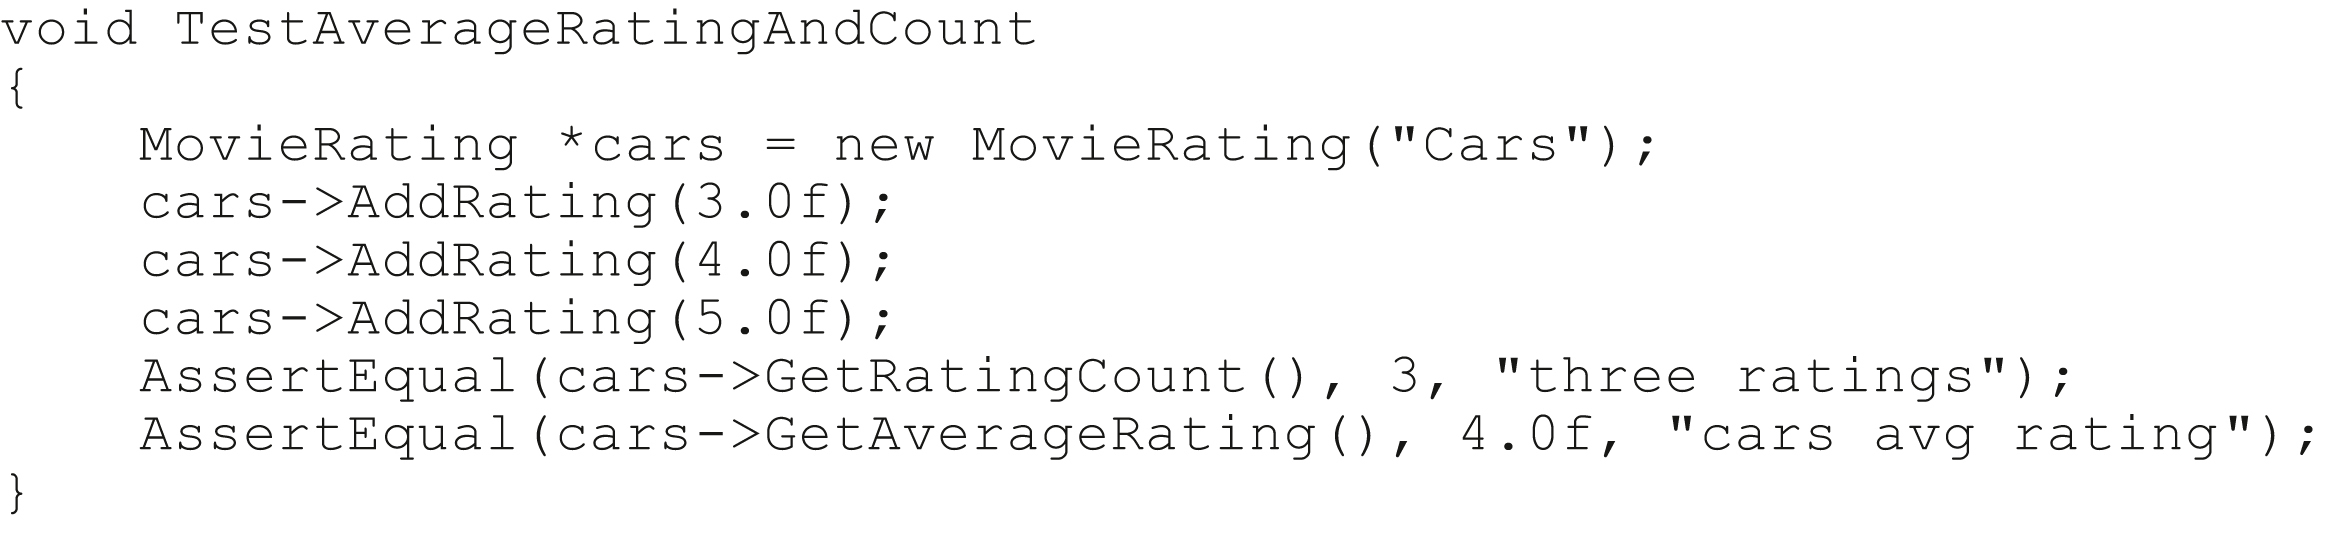 void TestAverageRatingAndCount
{
    MovieRating *cars = new MovieRating("Cars");
    cars->AddRating(3.0f);
    cars->AddRating(4.0f);
    cars->AddRating(5.0f);
    AssertEqual(cars->GetRatingCount(), 3, "three ratings");
    AssertEqual(cars->GetAverageRating(), 4.0f, "cars avg rating");
}